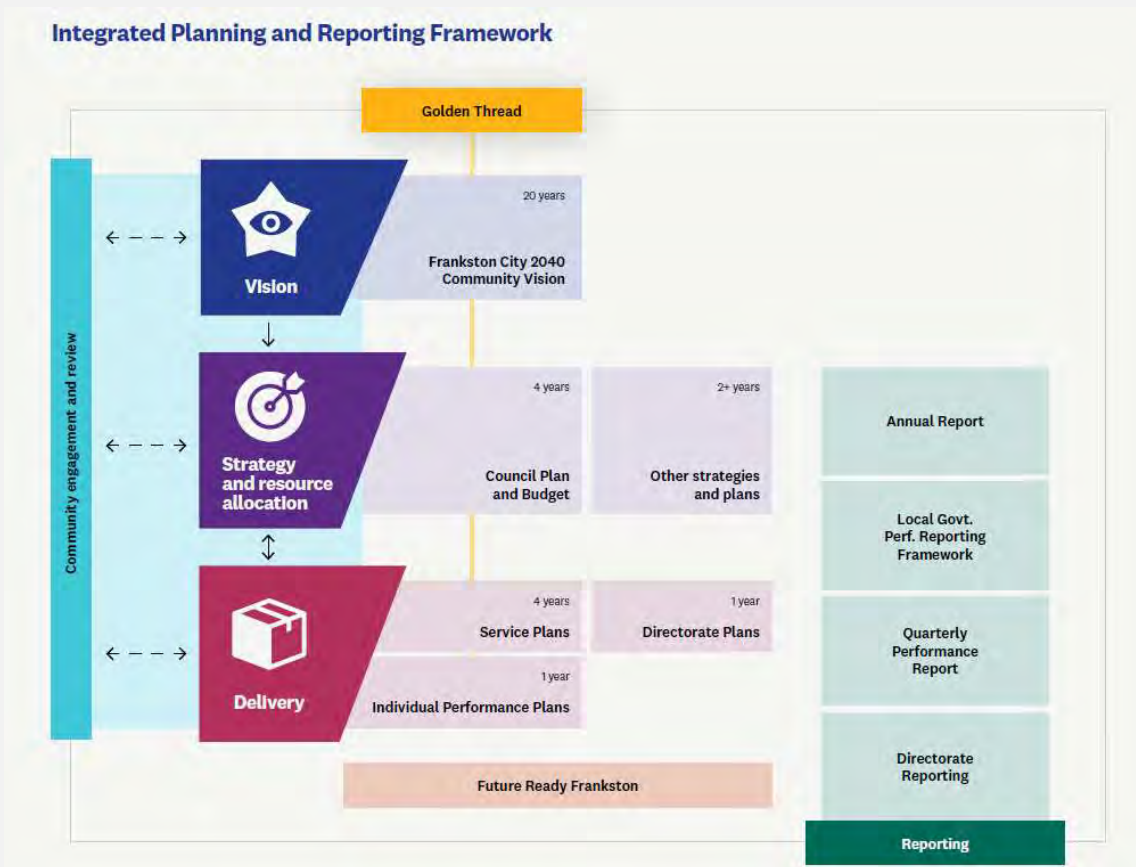 Integrated Planning and Reporting Framework
Golden Thread
Community engagement and review
Vision
20 years
Frankston City 2040
Community Vision
Strategy
and resource
allocation
4 years
Council Plan
and Budget
2+ years
Other strategies
and plans
Delivery
4 years
Service Plans
1 year
Directorate Plans
1 year
Individual Performance Plans
Future Ready Frankston
Annual Report
Local Govt.
Perf. Reporting
Framework
Quarterly
Performance
Report
Directorate
Reporting
Reporting